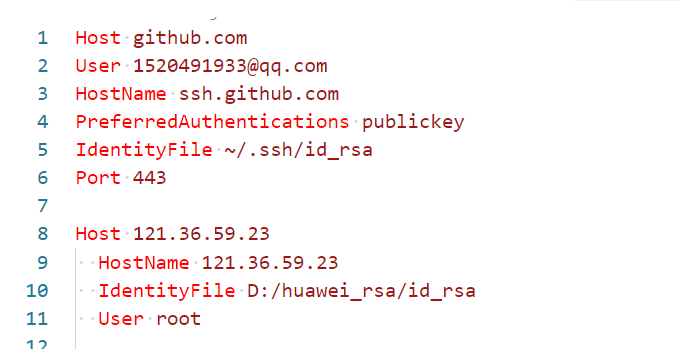 1 Host github.com
2 User 1520491933@qq.com
3 HostName ssh.github.com
4 PreferredAuthentications publickey
5 IdentityFile ~/.ssh/id_rsa
6 Port 443
7
8 Host 121.36.59.23
9 HostName 121.36.59.23
10 IdentityFile D:/huawei_rsa/id_rsa
11 User root
12